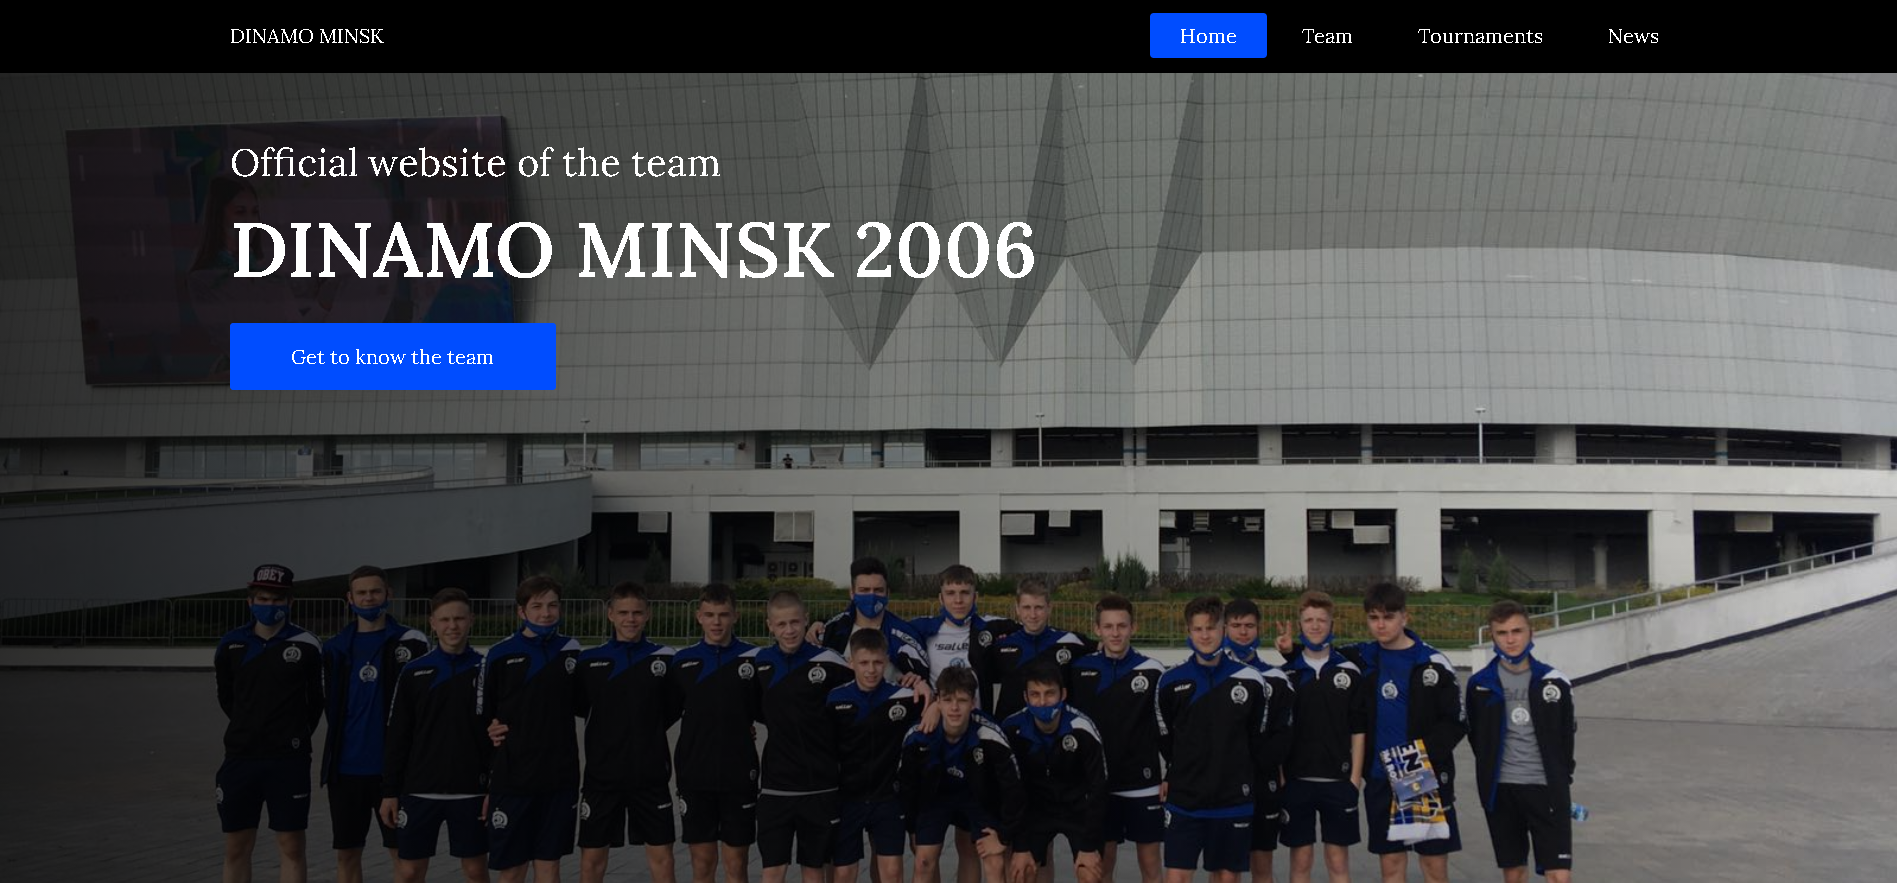 DINAMO MINSK
Home
Team
Tournaments
News
Official website of the team
DINAMO MINSK 2006
Get to know the team
OBEY